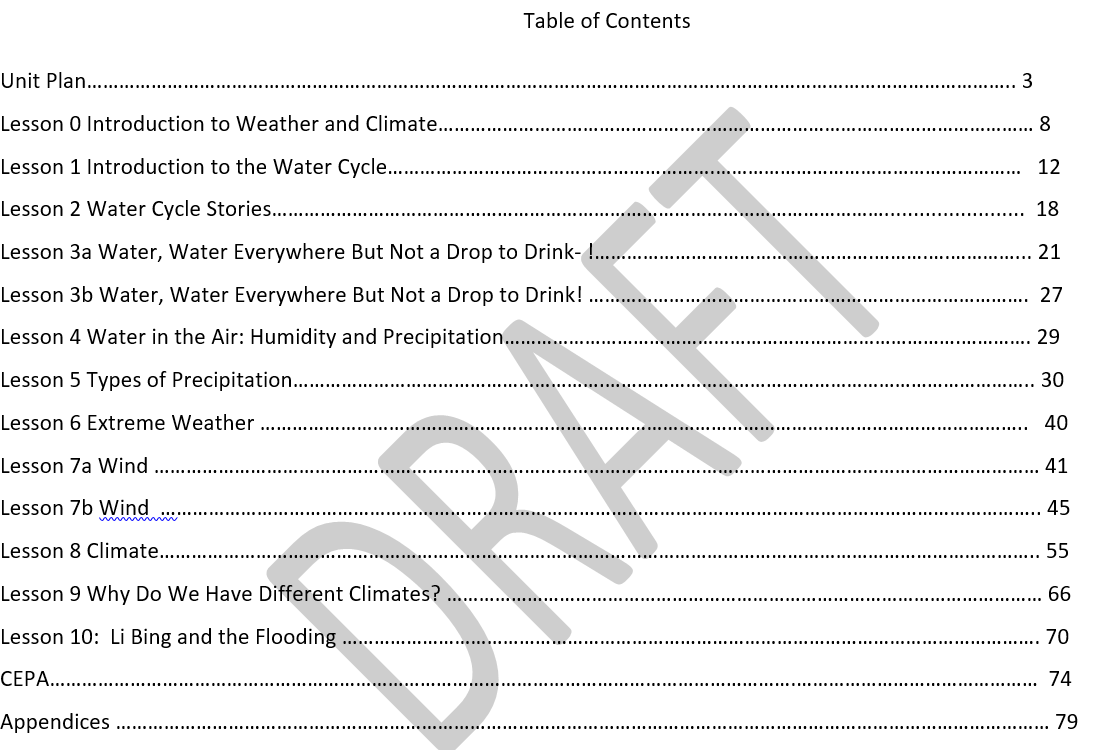 Table of Contents
Unit Plan........................................................................................................ 3
Lesson 0 Introduction to Weather and Climate........................................................................ 8
Lesson 1 Introduction to the Water Cycle........................................................................ 12
Lesson 2 Water Cycle Stories........................................................................ 18
Lesson 3a Water, Water Everywhere But Not a Drop to Drink- !........................................................ 21
Lesson 3b Water, Water Everywhere But Not a Drop to Drink! ........................................................ 27
Lesson 4 Water in the Air: Humidity and Precipitation........................................................ 29
Lesson 5 Types of Precipitation........................................................................ 30
Lesson 6 Extreme Weather ........................................................................ 40
Lesson 7a Wind ........................................................................ 41
Lesson 7b Wind ........................................................................ 45
Lesson 8 Climate........................................................................ 55
Lesson 9 Why Do We Have Different Climates? ........................................................................ 66
Lesson 10:  Li Bing and the Flooding ........................................................................ 70
CEPA........................................................................ 74
Appendices ........................................................................ 79
DRAFT